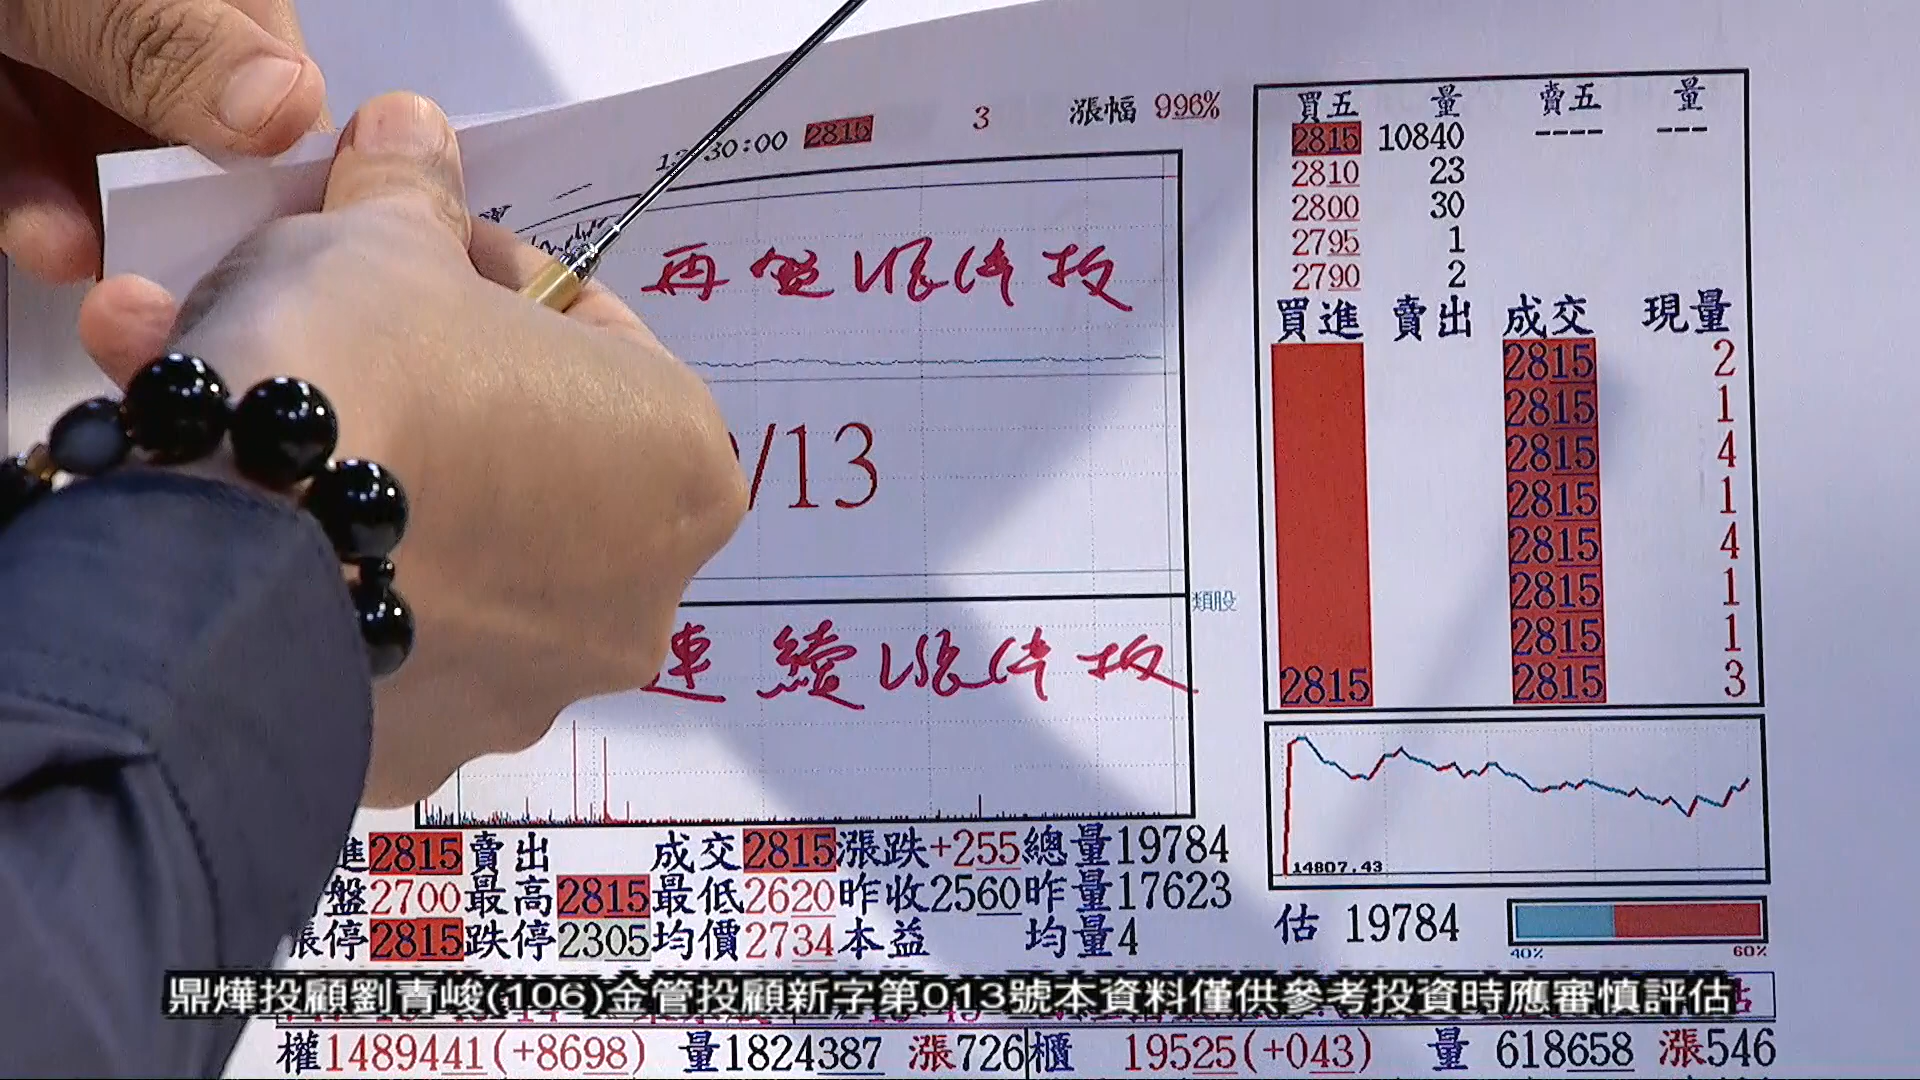 30:00 2815 3 漲幅 996%
買五 量 賣五 量
2815 10840 ---- ---
2810 23
2800 30
2795 1
2790 2
買進 賣出 成交 現量
2815 2
2815 1
2815 4
2815 1
2815 4
2815 1
2815 1
2815 2815 3
再 漲停板
/13
類股
連續漲停板
14807.43
進2815賣出 成交2815漲跌+255總量19784
盤2700最高2815最低2620昨收2560昨量17623
漲停2815跌停2305均價2734本益 均量4
估 19784
40% 60%
鼎燁投顧劉青峻(106)金管投顧新字第013號本資料僅供參考投資時應審慎評估
權1489441(+8698) 量1824387 漲726櫃 19525(+043) 量 618658 漲546